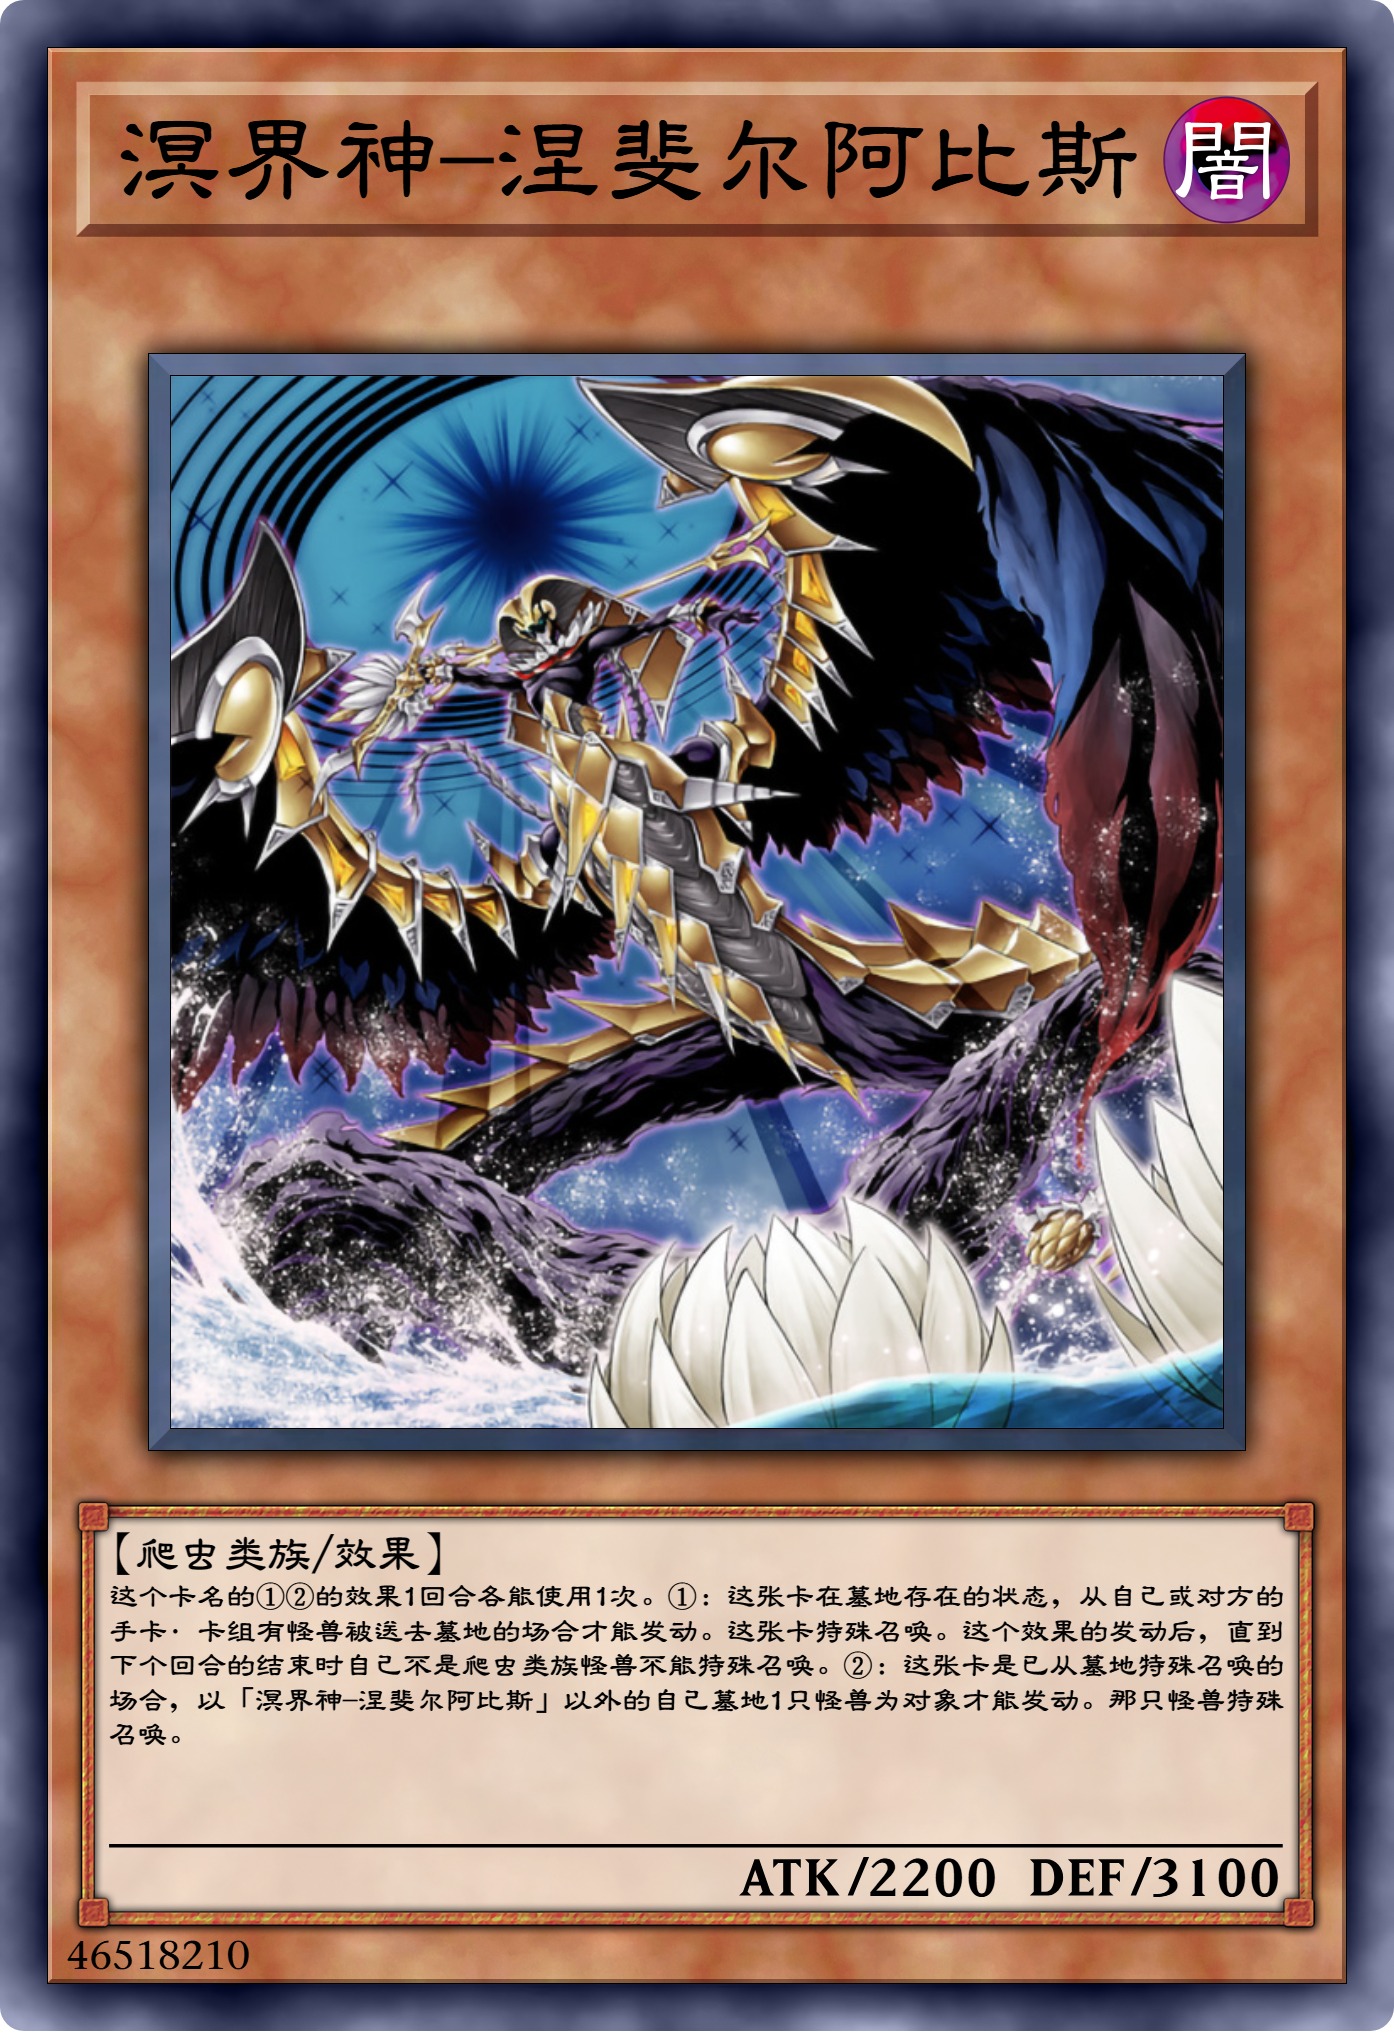 溟界神-涅斐尔阿比斯
闇
【爬虫类族/效果】
这个卡名的①②的效果1回合各能使用1次。①：这张卡在墓地存在的状态，从自己或对方的
手卡·卡组有怪兽被送去墓地的场合才能发动。这张卡特殊召唤。这个效果的发动后，直到
下个回合的结束时自己不是爬虫类族怪兽不能特殊召唤。②：这张卡是已从墓地特殊召唤的
场合，以「溟界神-涅斐尔阿比斯」以外的自己墓地1只怪兽为对象才能发动。那只怪兽特殊
召唤。
ATK/2200 DEF/3100
46518210